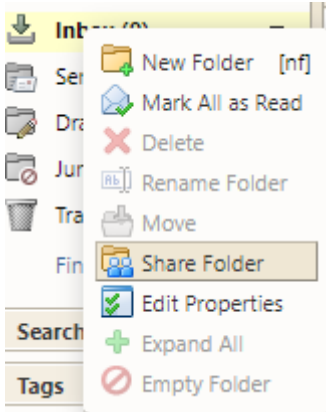 Inbox (9)
New Folder [nf]
Mark All as Read
Delete
Rename Folder
Move
Share Folder
Edit Properties
Expand All
Empty Folder
Search
Tags